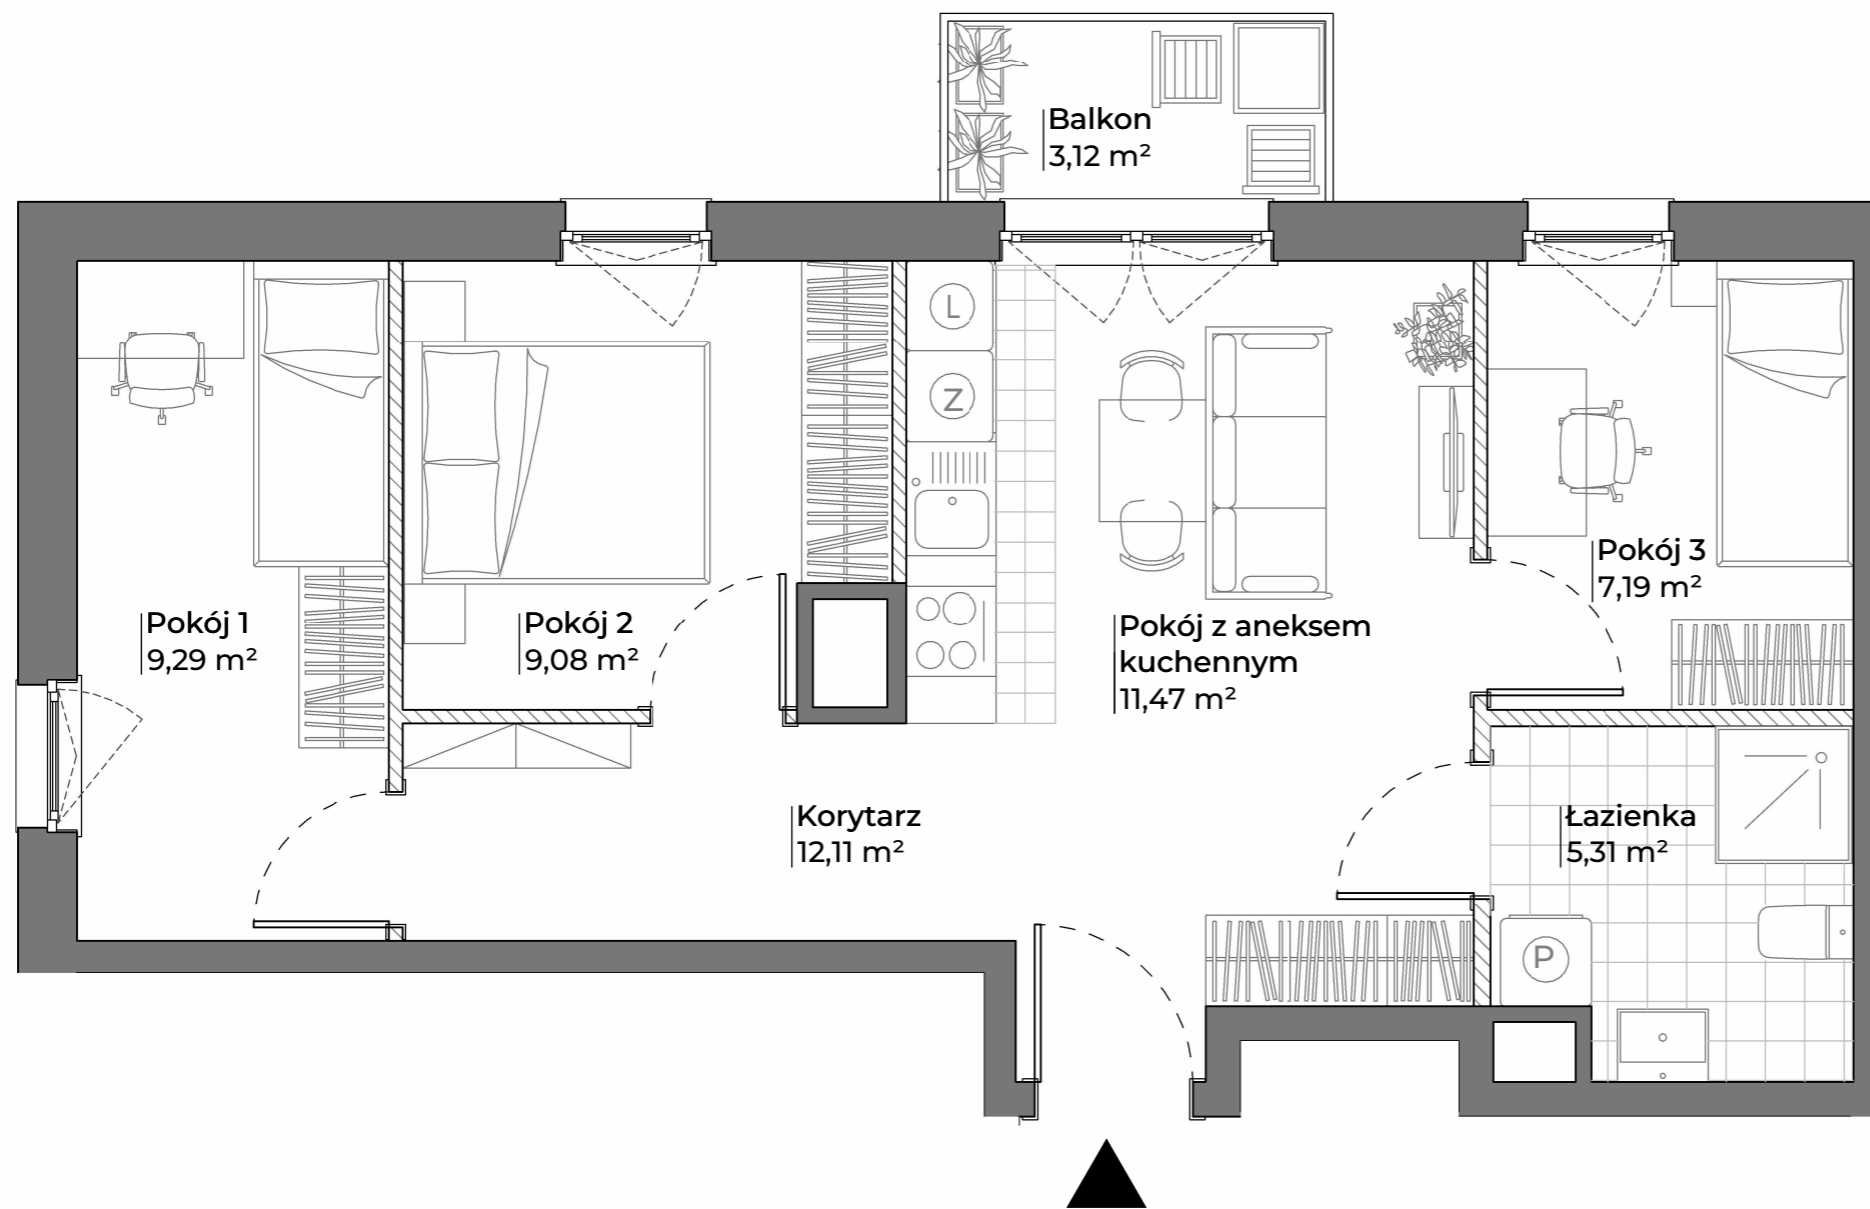 Balkon
3,12 m²
L
Z
Pokój 1
9,29 m²
Pokój 2
9,08 m²
Pokój z aneksem
kuchennym
11,47 m²
Pokój 3
7,19 m²
Korytarz
12,11 m²
Łazienka
5,31 m²
P